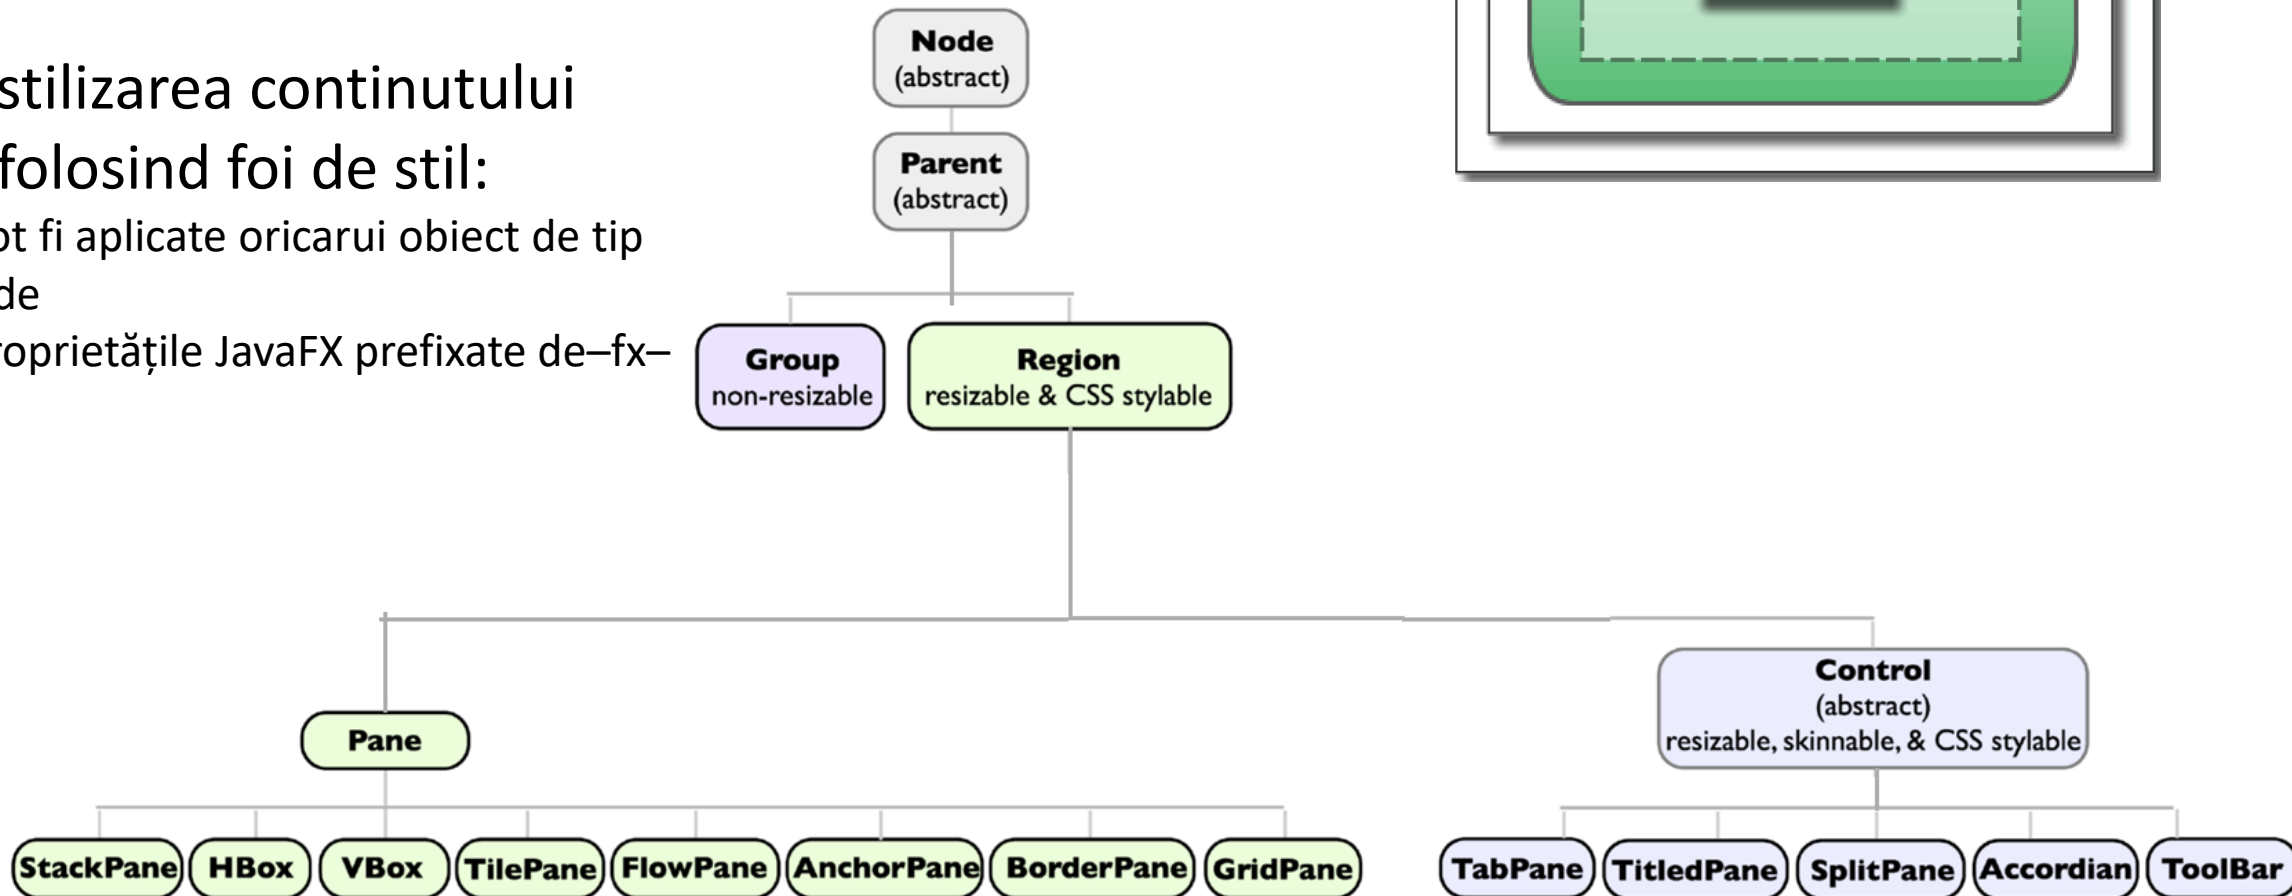 stilizarea continutului
folosind foi de stil:
ot fi aplicate oricarui obiect de tip
de
roprietățile JavaFX prefixate de–fx–
Node
(abstract)
Parent
(abstract)
Group
non-resizable
Region
resizable & CSS stylable
Pane
Control
(abstract)
resizable, skinnable, & CSS stylable
StackPane
HBox
VBox
TilePane
FlowPane
AnchorPane
BorderPane
GridPane
TabPane
TitledPane
SplitPane
Accordian
ToolBar